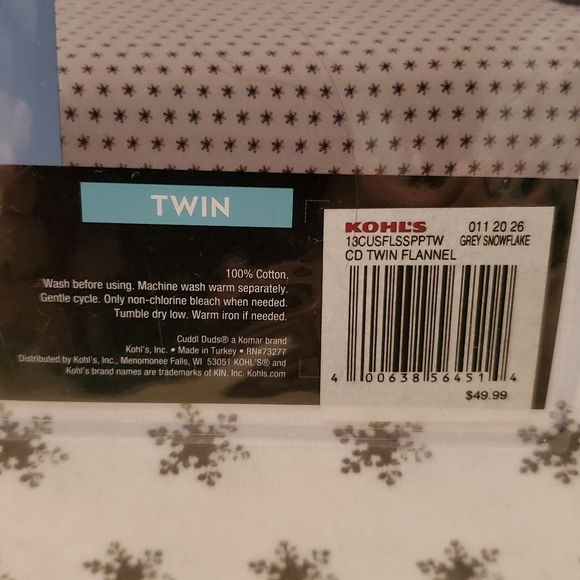 TWIN
100% Cotton.
Wash before using. Machine wash warm separately.
Gentle cycle. Only non-chlorine bleach when needed.
Tumble dry low. Warm iron if needed.
Cuddl Duds® a Komar brand
Kohl's, Inc. • Made in Turkey • RN#73277
Distributed by Kohl's, Inc., Menomonee Falls, WI 53051 KOHL'S® and
Kohl's brand names are trademarks of KIN, Inc. Kohls.com
KOHL'S 011 20 26
13CUSFLSSPPTW GREY SNOWFLAKE
CD TWIN FLANNEL
4 00638 56451 4
$49.99